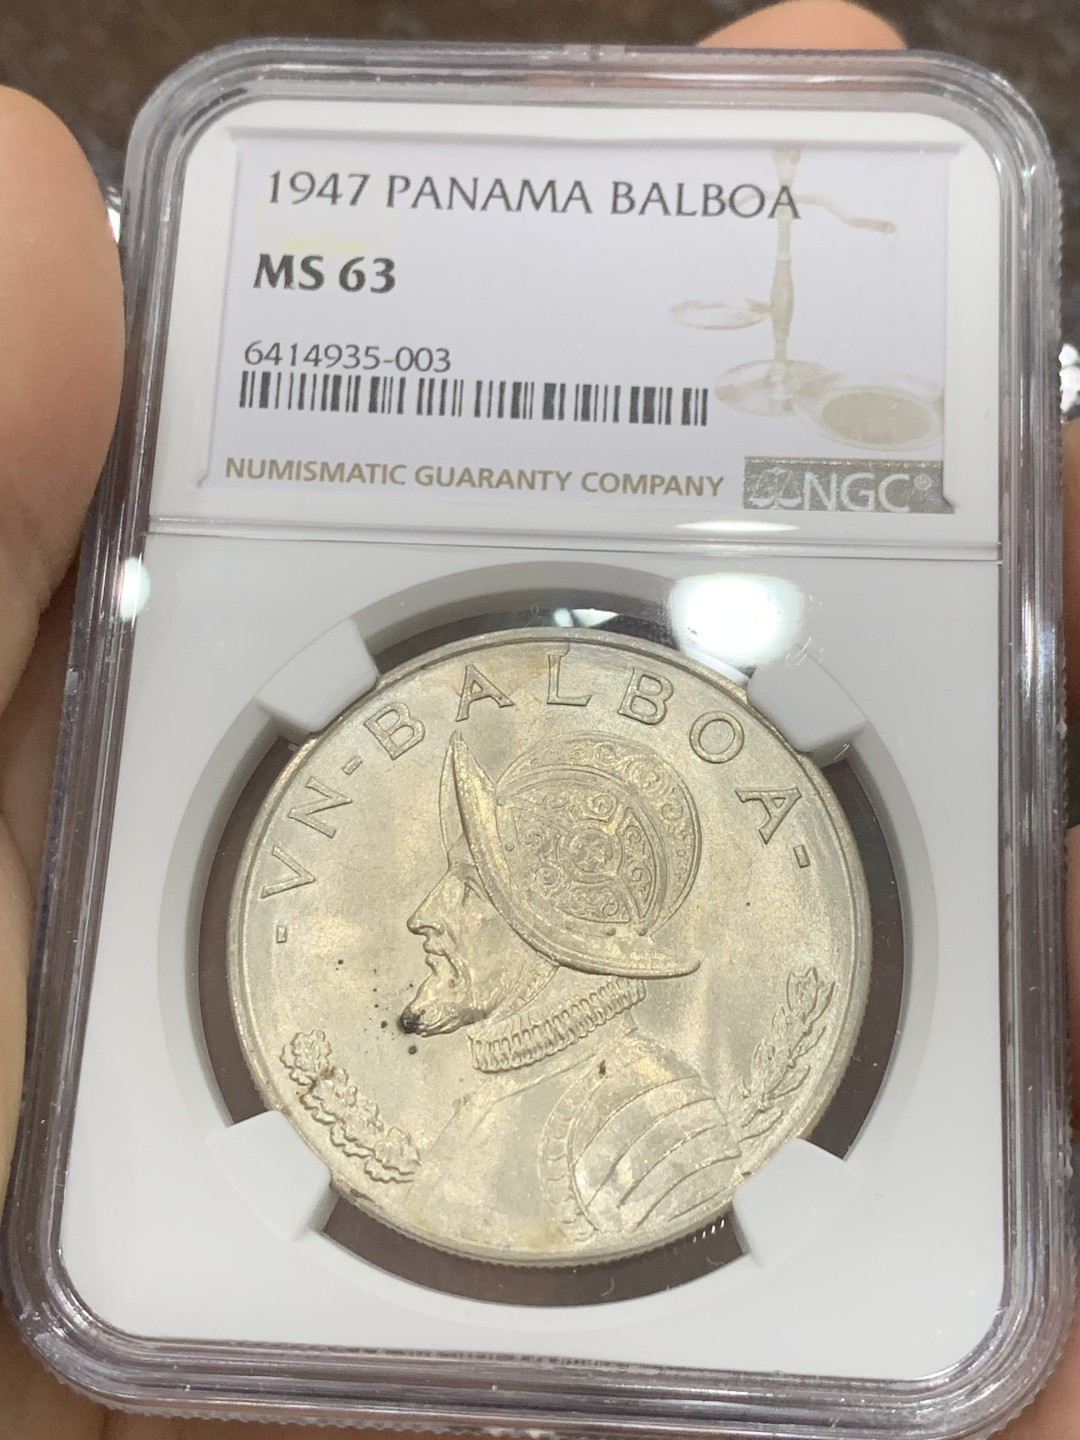 1947 PANAMA BALBOA
MS 63
6414935-003
NUMISMATIC GUARANTY COMPANY
NGC®
-VN-BALBOA-